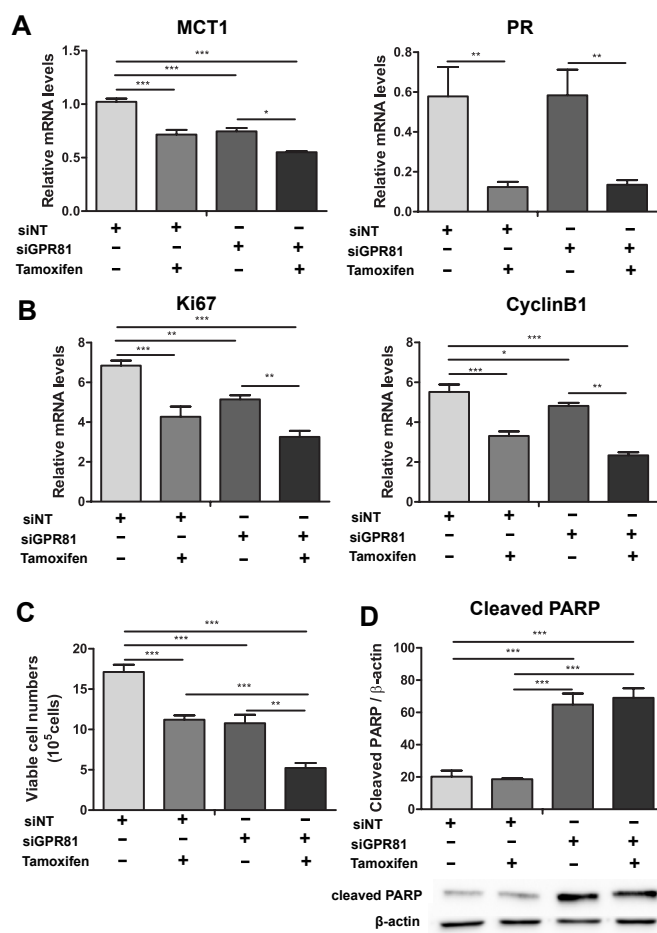 A
MCT1
Relative mRNA levels
1.5
1.0
0.5
0.0
***
***
***
*
siNT + + – –
siGPR81 – – + +
Tamoxifen – + – +
PR
Relative mRNA levels
0.8
0.6
0.4
0.2
0.0
**
**
+ + – –
– – + +
– + – +
B
Ki67
Relative mRNA levels
8
6
4
2
0
***
**
***
**
siNT + + – –
siGPR81 – – + +
Tamoxifen – + – +
CyclinB1
Relative mRNA levels
8
6
4
2
0
***
*
***
**
siNT + + – –
siGPR81 – – + +
Tamoxifen – + – +
C
Viable cell numbers
(10⁵cells)
20
15
10
5
0
***
***
***
***
**
siNT + + – –
siGPR81 – – + +
Tamoxifen – + – +
D
Cleaved PARP
Cleaved PARP / β-actin
100
80
60
40
20
0
***
***
***
***
siNT + + – –
siGPR81 – – + +
Tamoxifen – + – +
cleaved PARP
β-actin